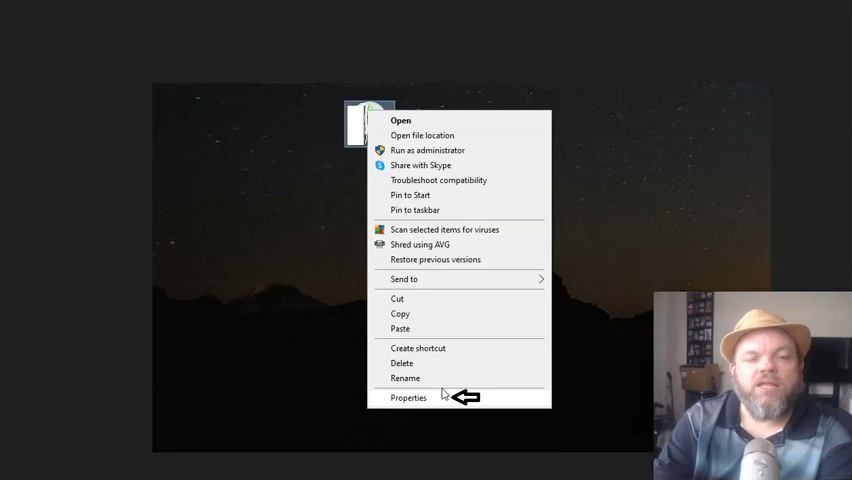 Open
Open file location
Run as administrator
Share with Skype
Troubleshoot compatibility
Pin to Start
Pin to taskbar
Scan selected items for viruses
Shred using AVG
Restore previous versions
Send to
Cut
Copy
Paste
Create shortcut
Delete
Rename
Properties